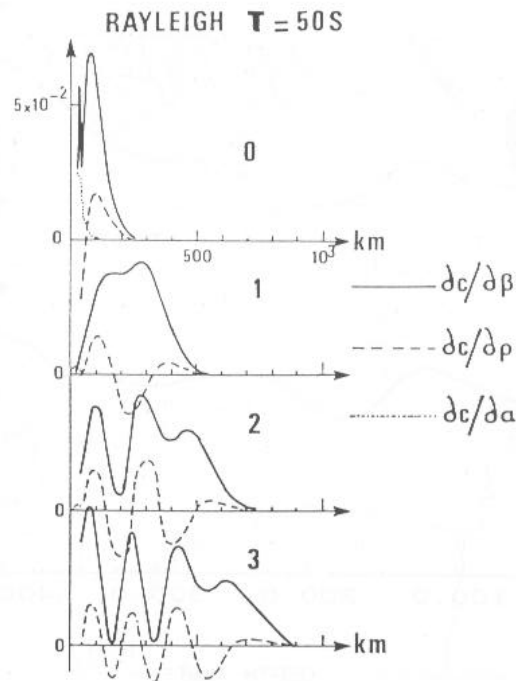 RAYLEIGH T = 50S
5x10⁻²
0
0
500
10³
km
1
∂c/∂β
∂c/∂ρ
∂c/∂α
0
2
0
3
0
km